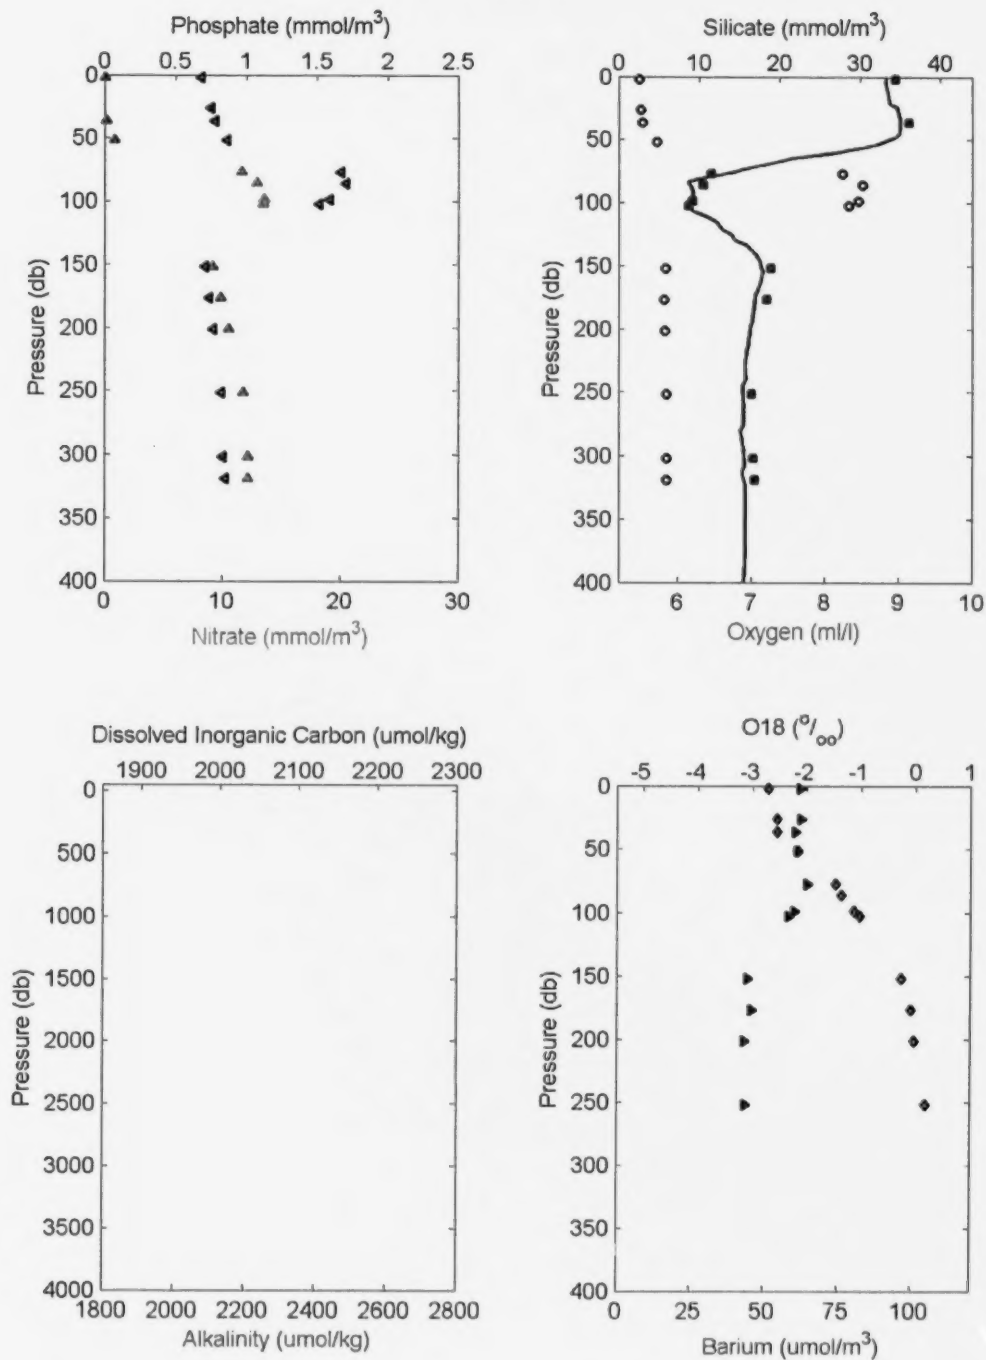 Phosphate (mmol/m³)
0 0.5 1 1.5 2 2.5
0
50
100
150
200
250
300
350
400
Pressure (db)
0 10 20 30
Nitrate (mmol/m³)
Silicate (mmol/m³)
0 10 20 30 40
0
50
100
150
200
250
300
350
400
Pressure (db)
6 7 8 9 10
Oxygen (ml/l)
Dissolved Inorganic Carbon (umol/kg)
1900 2000 2100 2200 2300
0
500
1000
1500
2000
2500
3000
3500
4000
Pressure (db)
1800 2000 2200 2400 2600 2800
Alkalinity (umol/kg)
O18 (º/oo)
-5 -4 -3 -2 -1 0 1
0
50
100
150
200
250
300
350
400
Pressure (db)
0 25 50 75 100
Barium (umol/m³)